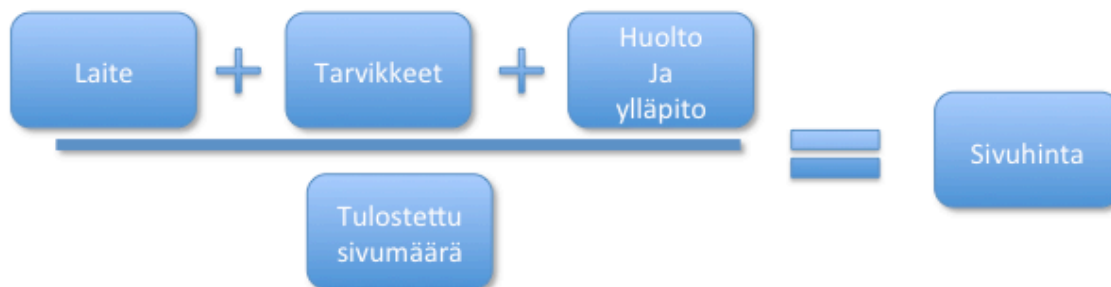 Laite
+
Tarvikkeet
+
Huolto
Ja
ylläpito
=
Sivuhinta
Tulostettu
sivumäärä